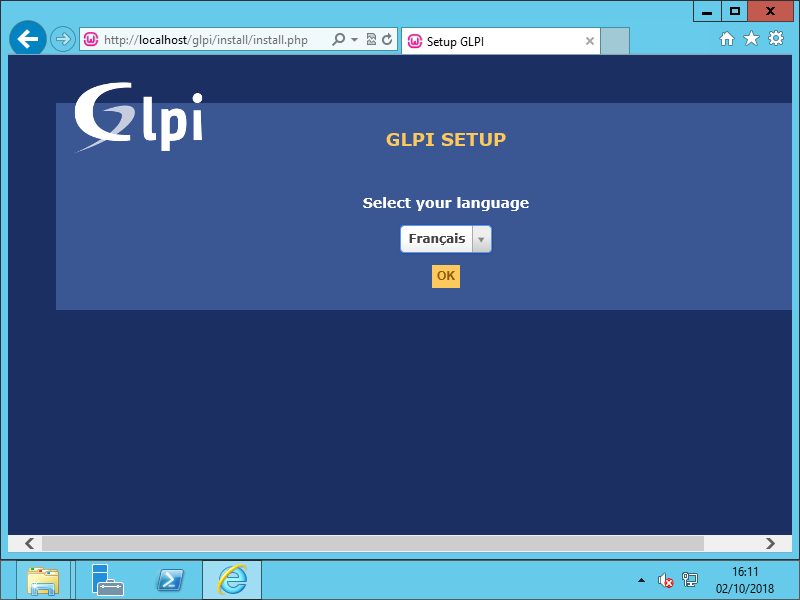 http://localhost/glpi/install/install.php
Setup GLPI
Glpi
GLPI SETUP
Select your language
Français
OK
16:11
02/10/2018